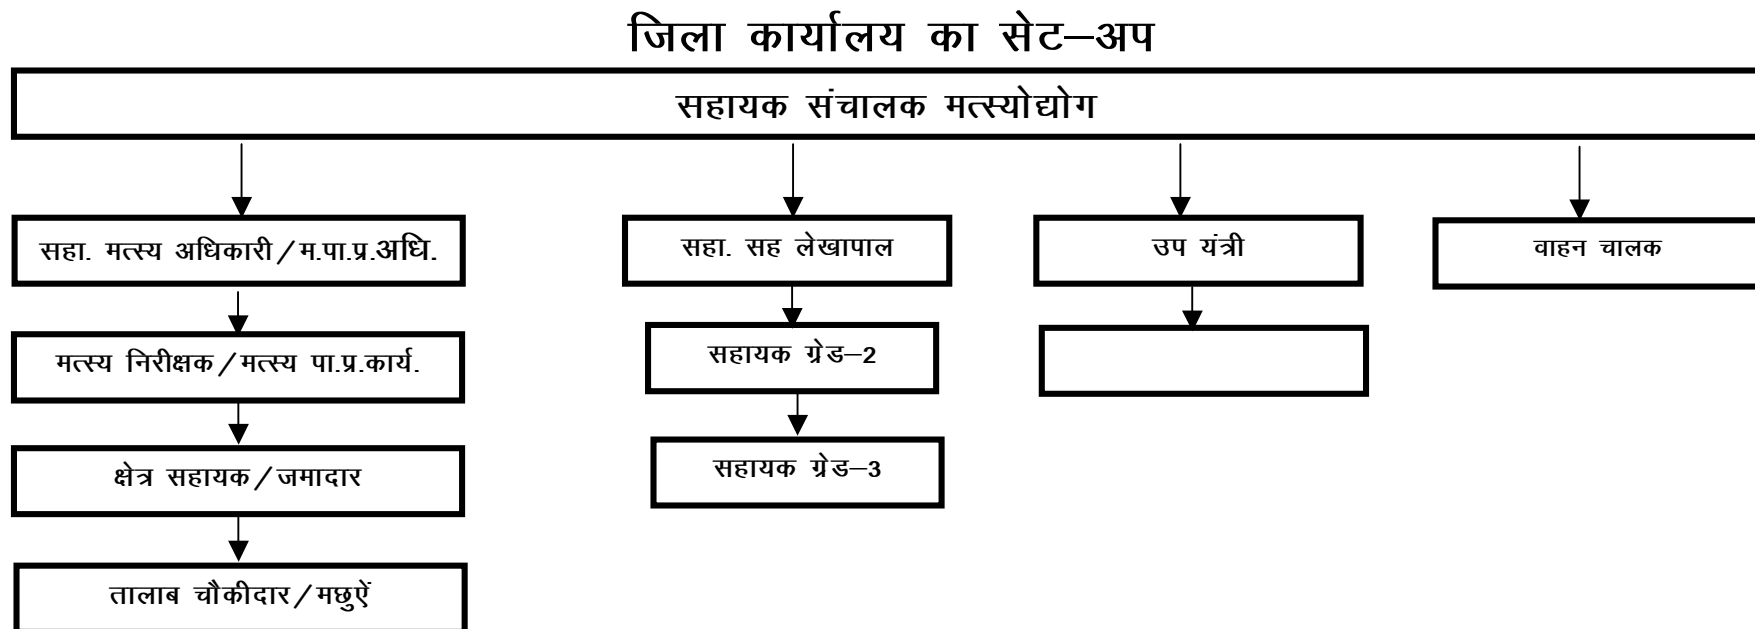 जिला कार्यालय का सेट–अप
सहायक संचालक मत्स्योद्योग
सहा. मत्स्य अधिकारी/म.पा.प्र.अधि.
सहा. सह लेखापाल
उप यंत्री
वाहन चालक
मत्स्य निरीक्षक/मत्स्य पा.प्र.कार्य.
सहायक ग्रेड–2
क्षेत्र सहायक/जमादार
सहायक ग्रेड–3
तालाब चौकीदार/मछुऐं